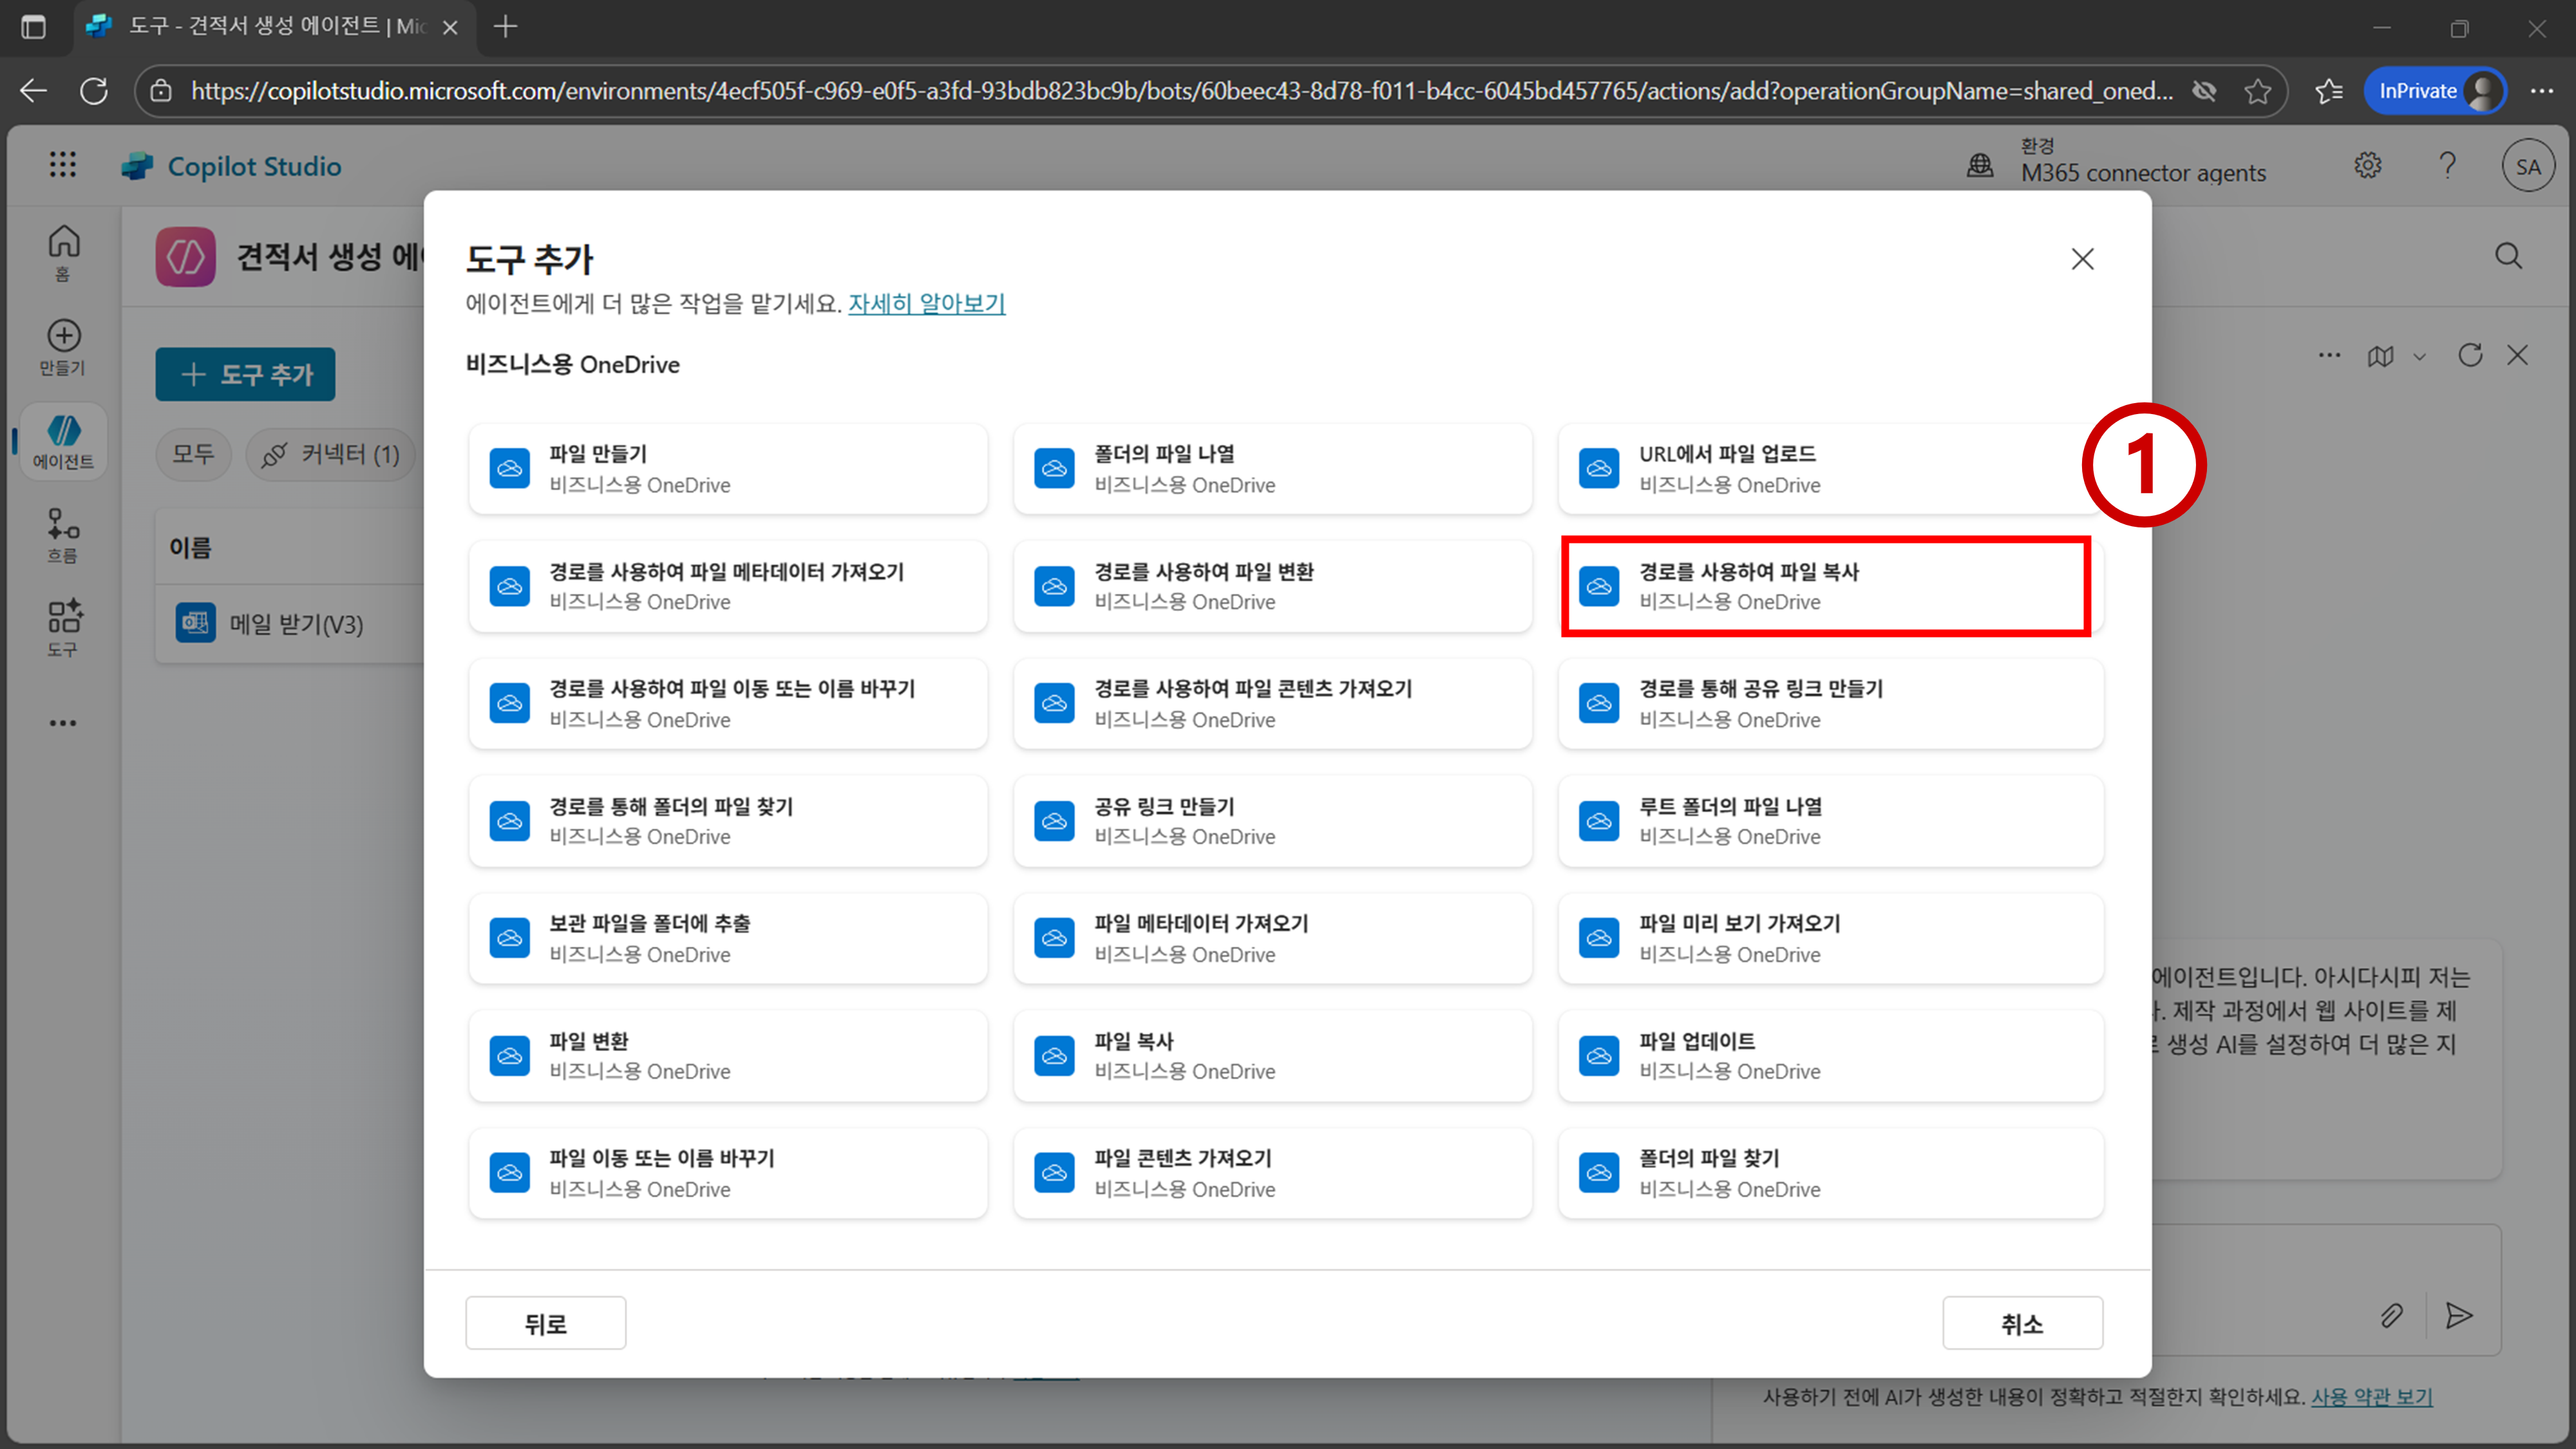 도구 - 견적서 생성 에이전트 | Mic
https://copilotstudio.microsoft.com/environments/4ecf505f-c969-e0f5-a3fd-93bdb823bc9b/bots/60beec43-8d78-f011-b4cc-6045bd457765/actions/add?operationGroupName=shared_oned...
InPrivate
Copilot Studio
환경
M365 connector agents
SA
홈
만들기
에이전트
흐름
도구
견적서 생성
도구 추가
모두
커넥터 (1)
이름
메일 받기(V3)
도구 추가
에이전트에게 더 많은 작업을 맡기세요. 자세히 알아보기
비즈니스용 OneDrive
파일 만들기
비즈니스용 OneDrive
폴더의 파일 나열
비즈니스용 OneDrive
URL에서 파일 업로드
비즈니스용 OneDrive
1
경로를 사용하여 파일 메타데이터 가져오기
비즈니스용 OneDrive
경로를 사용하여 파일 변환
비즈니스용 OneDrive
경로를 사용하여 파일 복사
비즈니스용 OneDrive
경로를 사용하여 파일 이동 또는 이름 바꾸기
비즈니스용 OneDrive
경로를 사용하여 파일 콘텐츠 가져오기
비즈니스용 OneDrive
경로를 통해 공유 링크 만들기
비즈니스용 OneDrive
경로를 통해 폴더의 파일 찾기
비즈니스용 OneDrive
공유 링크 만들기
비즈니스용 OneDrive
루트 폴더의 파일 나열
비즈니스용 OneDrive
보관 파일을 폴더에 추출
비즈니스용 OneDrive
파일 메타데이터 가져오기
비즈니스용 OneDrive
파일 미리 보기 가져오기
비즈니스용 OneDrive
파일 변환
비즈니스용 OneDrive
파일 복사
비즈니스용 OneDrive
파일 업데이트
비즈니스용 OneDrive
파일 이동 또는 이름 바꾸기
비즈니스용 OneDrive
파일 콘텐츠 가져오기
비즈니스용 OneDrive
폴더의 파일 찾기
비즈니스용 OneDrive
뒤로
취소
에이전트입니다. 아시다시피 저는
제작 과정에서 웹 사이트를 제
생성 AI를 설정하여 더 많은 지
사용하기 전에 AI가 생성한 내용이 정확하고 적절한지 확인하세요. 사용 약관 보기